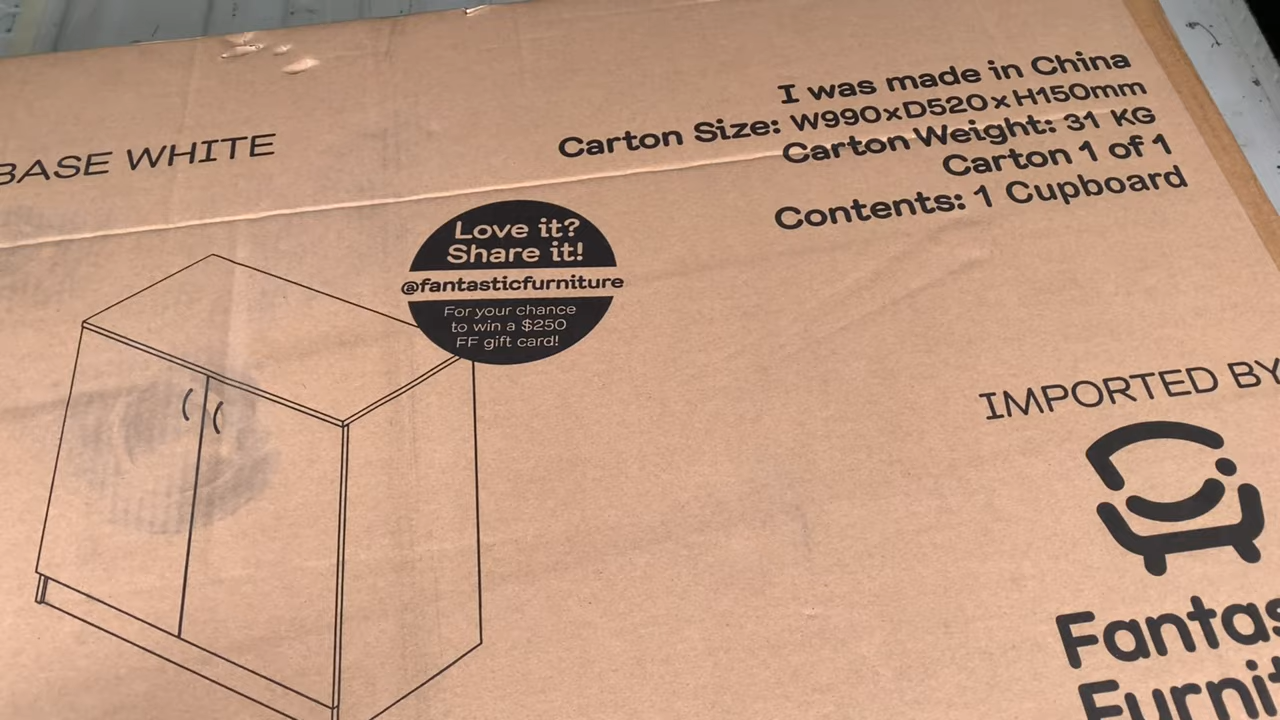 BASE WHITE
I was made in China
Carton Size: W990xD520xH150mm
Carton Weight: 31 KG
Carton 1 of 1
Contents: 1 Cupboard
Love it?
Share it!
@fantasticfurniture
For your chance
to win a $250
FF gift card!
IMPORTED BY
Fantas
Furnit